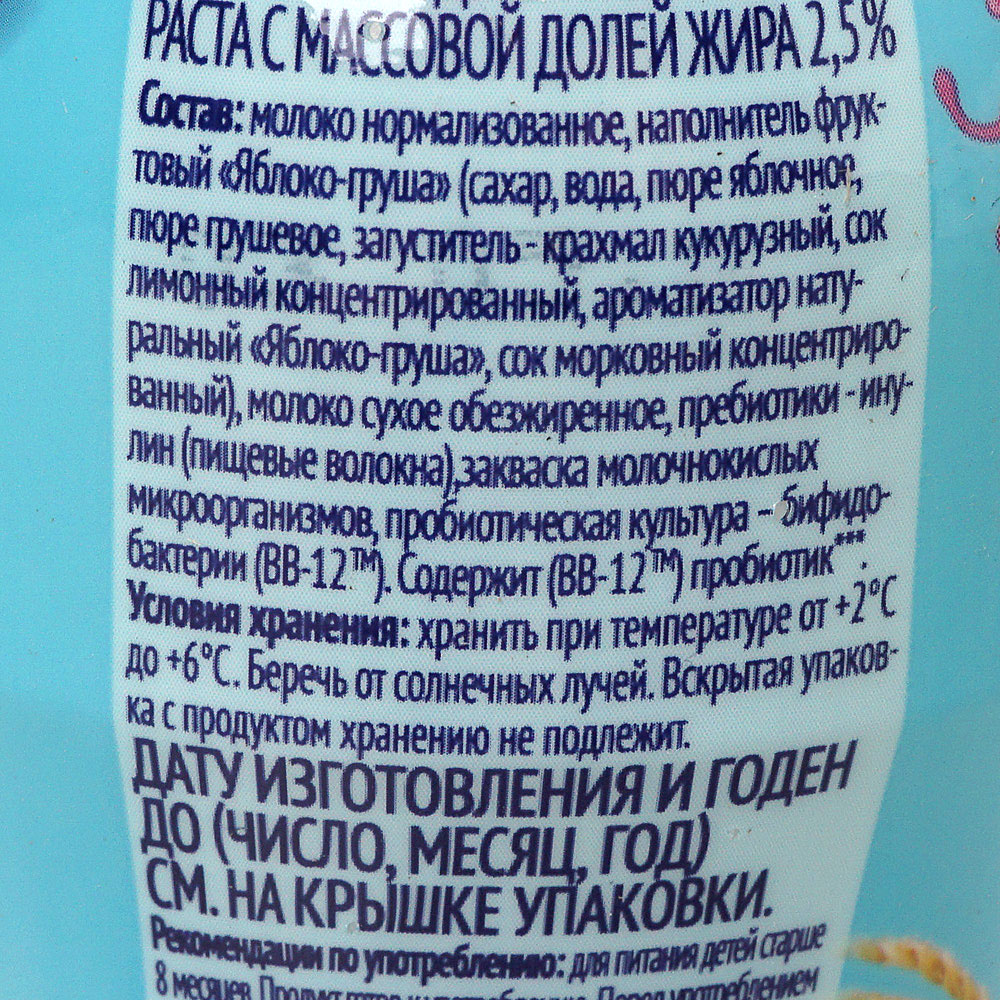 РАСТА С МАССОВОЙ ДОЛЕЙ ЖИРА 2,5%
Состав: молоко нормализованное, наполнитель фрук-
товый «Яблоко-груша» (сахар, вода, пюре яблочное,
пюре грушевое, загуститель - крахмал кукурузный, сок
лимонный концентрированный, ароматизатор нату-
ральный «Яблоко-груша», сок морковный концентриро-
ванный), молоко сухое обезжиренное, пребиотики - ину-
лин (пищевые волокна),закваска молочнокислых
микроорганизмов, пробиотическая культура – бифидо-
бактерии (BB-12™). Содержит (BB-12™) пробиотик***.
Условия хранения: хранить при температуре от +2°C
до +6°C. Беречь от солнечных лучей. Вскрытая упаков-
ка с продуктом хранению не подлежит.
ДАТУ ИЗГОТОВЛЕНИЯ И ГОДЕН
ДО (ЧИСЛО, МЕСЯЦ, ГОД)
СМ. НА КРЫШКЕ УПАКОВКИ.
Рекомендации по употреблению: для питания детей старше
8 месяцев. Продукт готов к употреблению. Перед употреблением